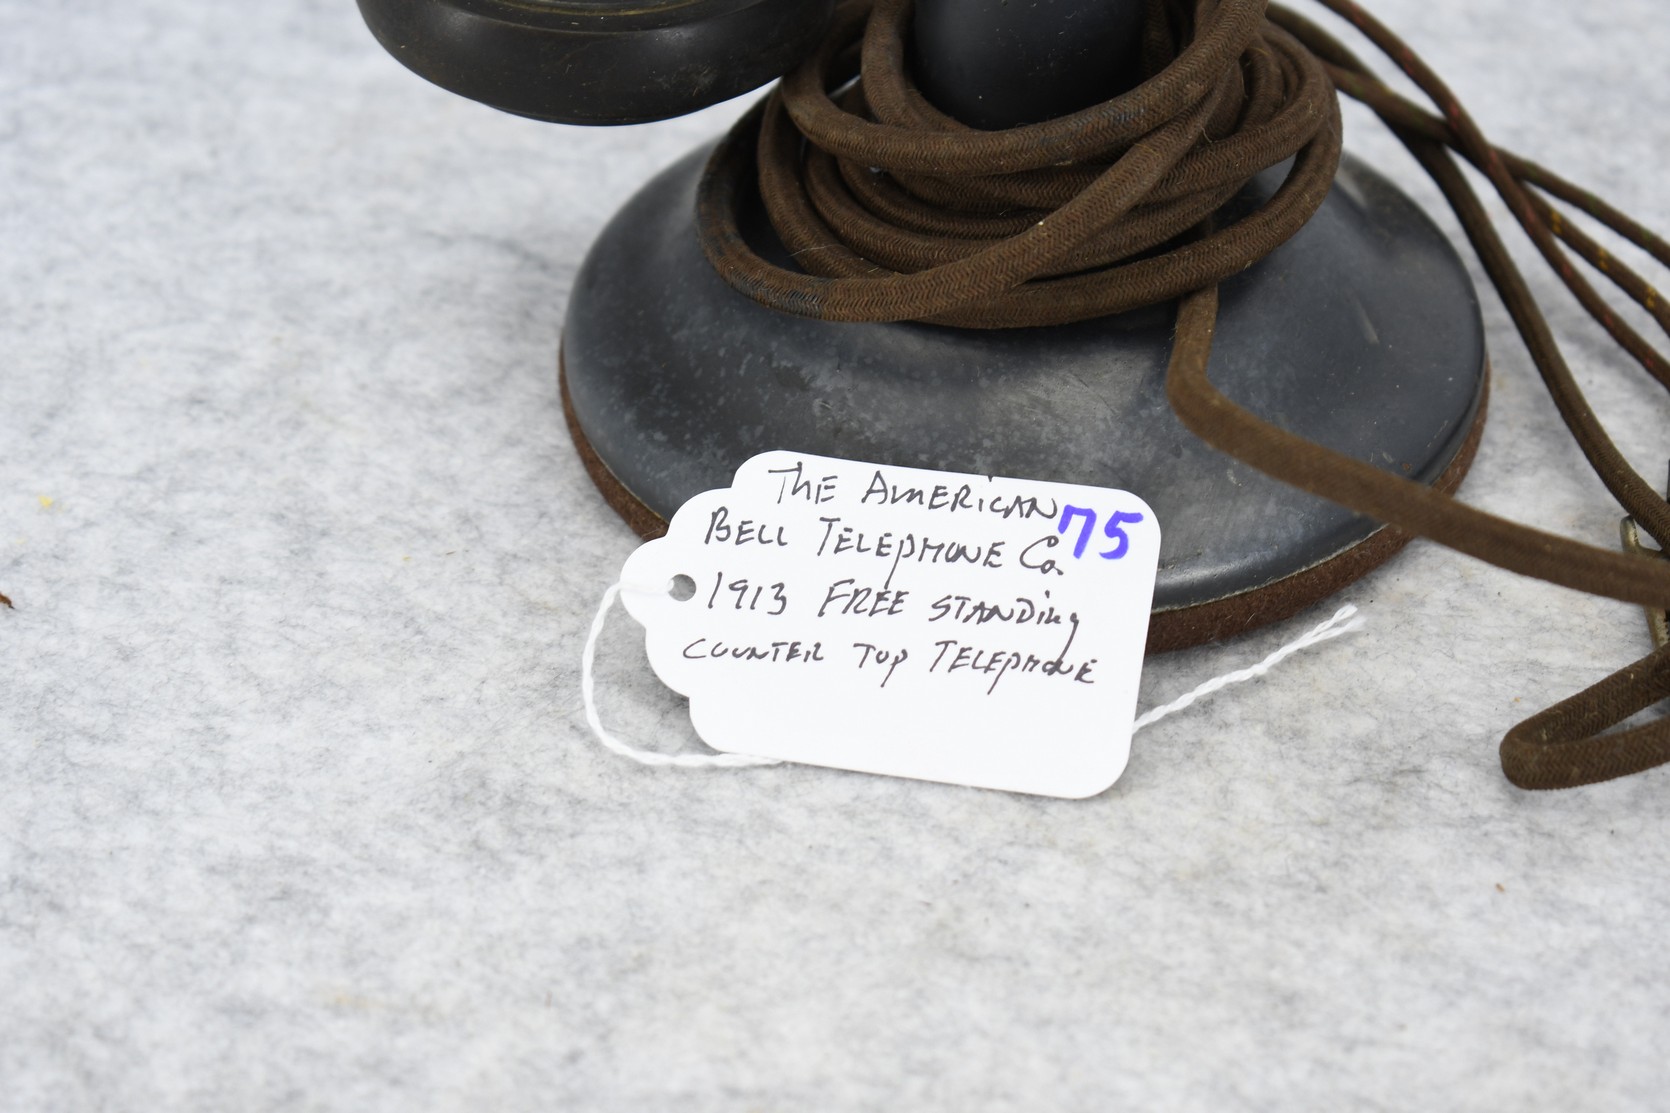 THE AMERICAN
75
BELL TELEPHONE Co.
1913 FREE STANDING
COUNTER TOP TELEPHONE